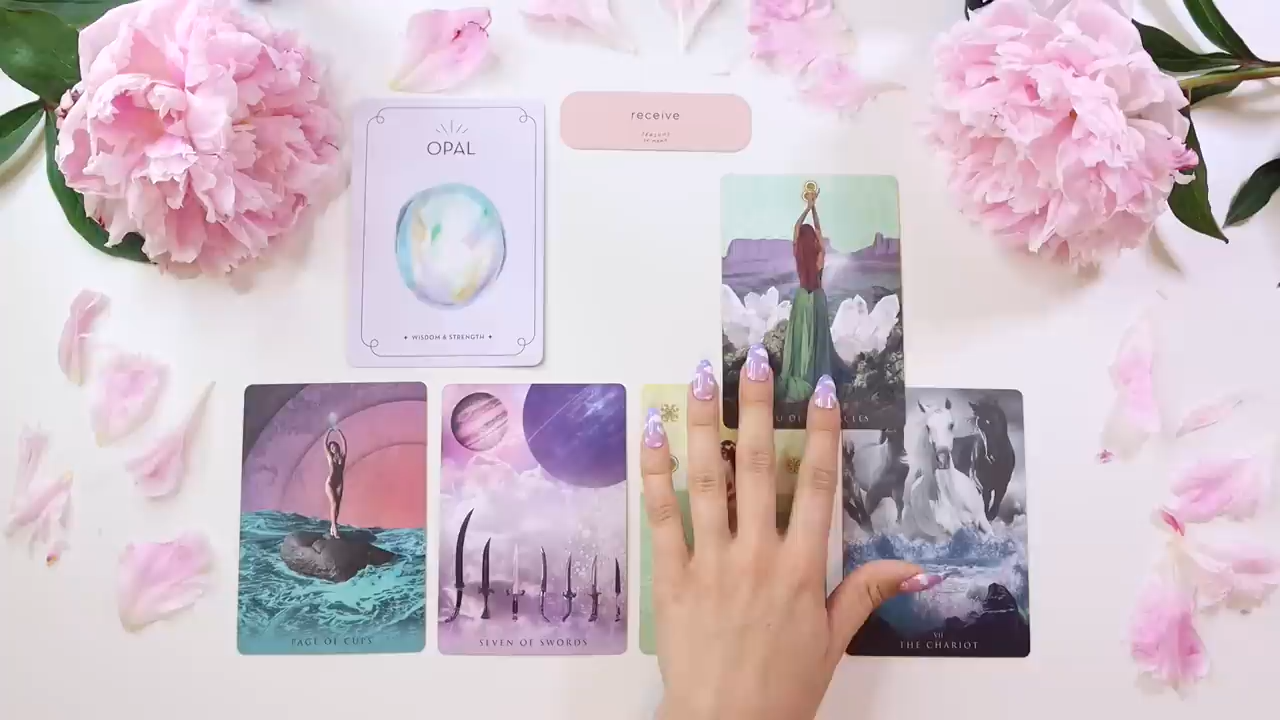 OPAL
WISDOM & STRENGTH
receive
PAGE OF CUPS
SEVEN OF SWORDS
VII
THE CHARIOT